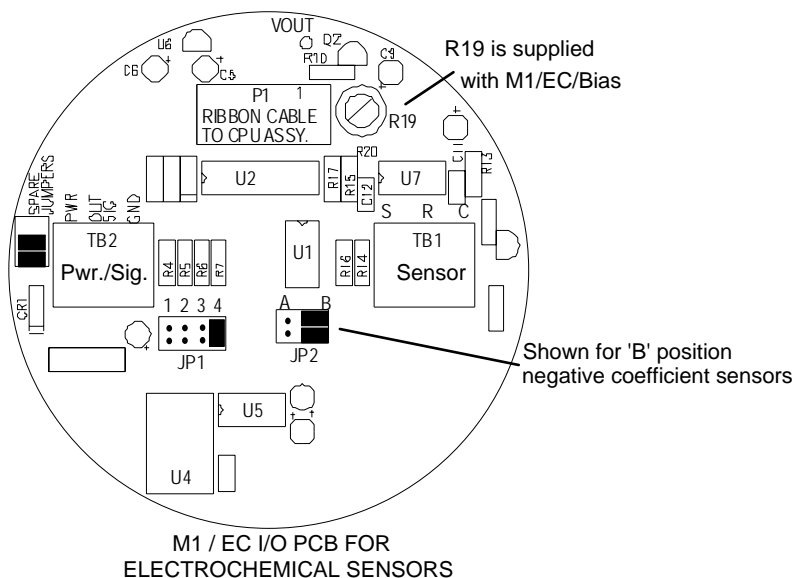 VOUT
U6
Q2
R10
C9
R19 is supplied
with M1/EC/Bias
C6
C5
P1 1
RIBBON CABLE
TO CPU ASSY.
R19
C11
R13
R20
SPARE
JUMPERS
PWR
OUT
SIG
GND
U2
R17
R15
C12
U7
S R C
TB2
Pwr./Sig.
R4
R5
R6
R7
U1
R16
R14
TB1
Sensor
CR1
1 2 3 4
A B
JP1
JP2
Shown for 'B' position
negative coefficient sensors
U5
U4
M1 / EC I/O PCB FOR
ELECTROCHEMICAL SENSORS